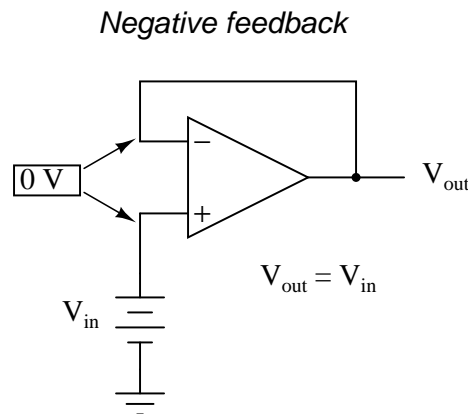 Negative feedback
−
0 V
+
V_out
V_out = V_in
V_in